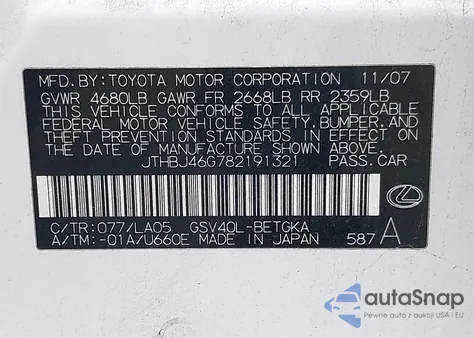 MFD.BY:TOYOTA MOTOR CORPORATION 11/07
GVWR 4680LB GAWR FR 2668LB RR 2359LB
THIS VEHICLE CONFORMS TO ALL APPLICABLE
FEDERAL MOTOR VEHICLE SAFETY, BUMPER, AND
THEFT PREVENTION STANDARDS IN EFFECT ON
THE DATE OF MANUFACTURE SHOWN ABOVE.
JTHBJ46G782191321 PASS.CAR
C/TR:077/LA05 GSV40L-BETGKA
A/TM:-01A/U660E MADE IN JAPAN 587 A
autoSnap
Pewne auta z aukcji USA i EU